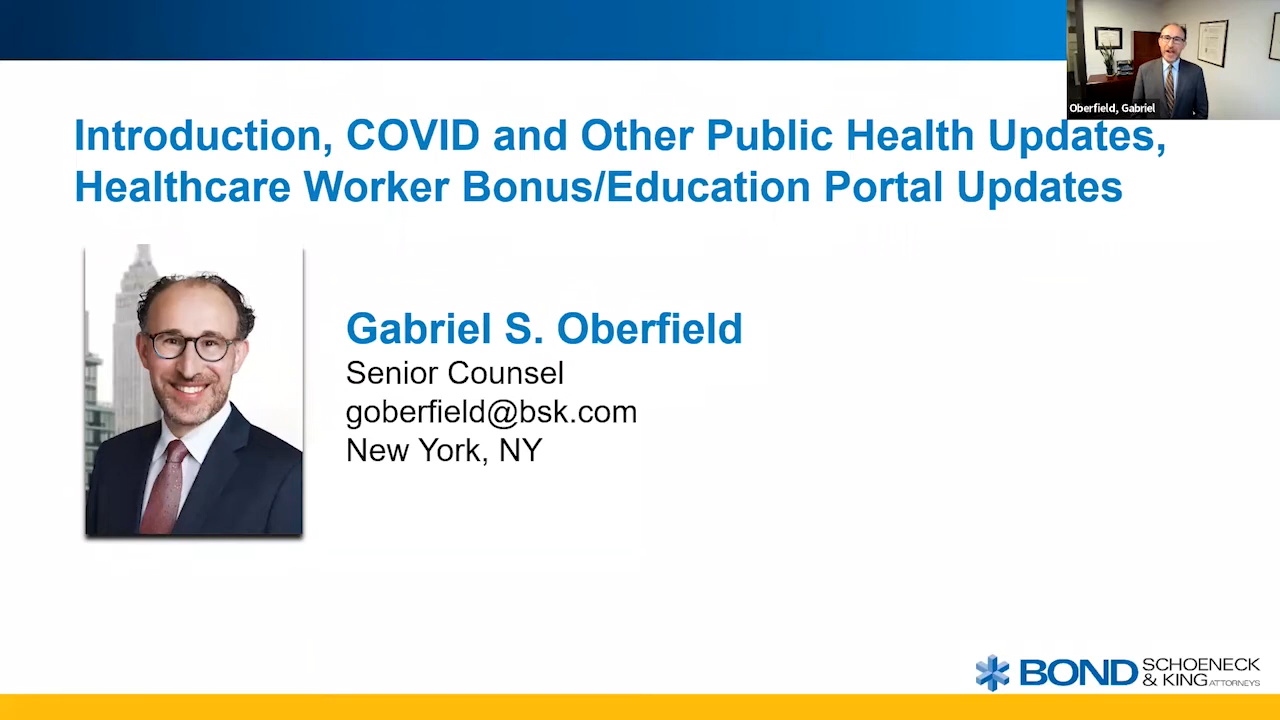 Oberfield, Gabriel
Introduction, COVID and Other Public Health Updates,
Healthcare Worker Bonus/Education Portal Updates
Gabriel S. Oberfield
Senior Counsel
goberfield@bsk.com
New York, NY
BOND SCHOENECK
& KING ATTORNEYS